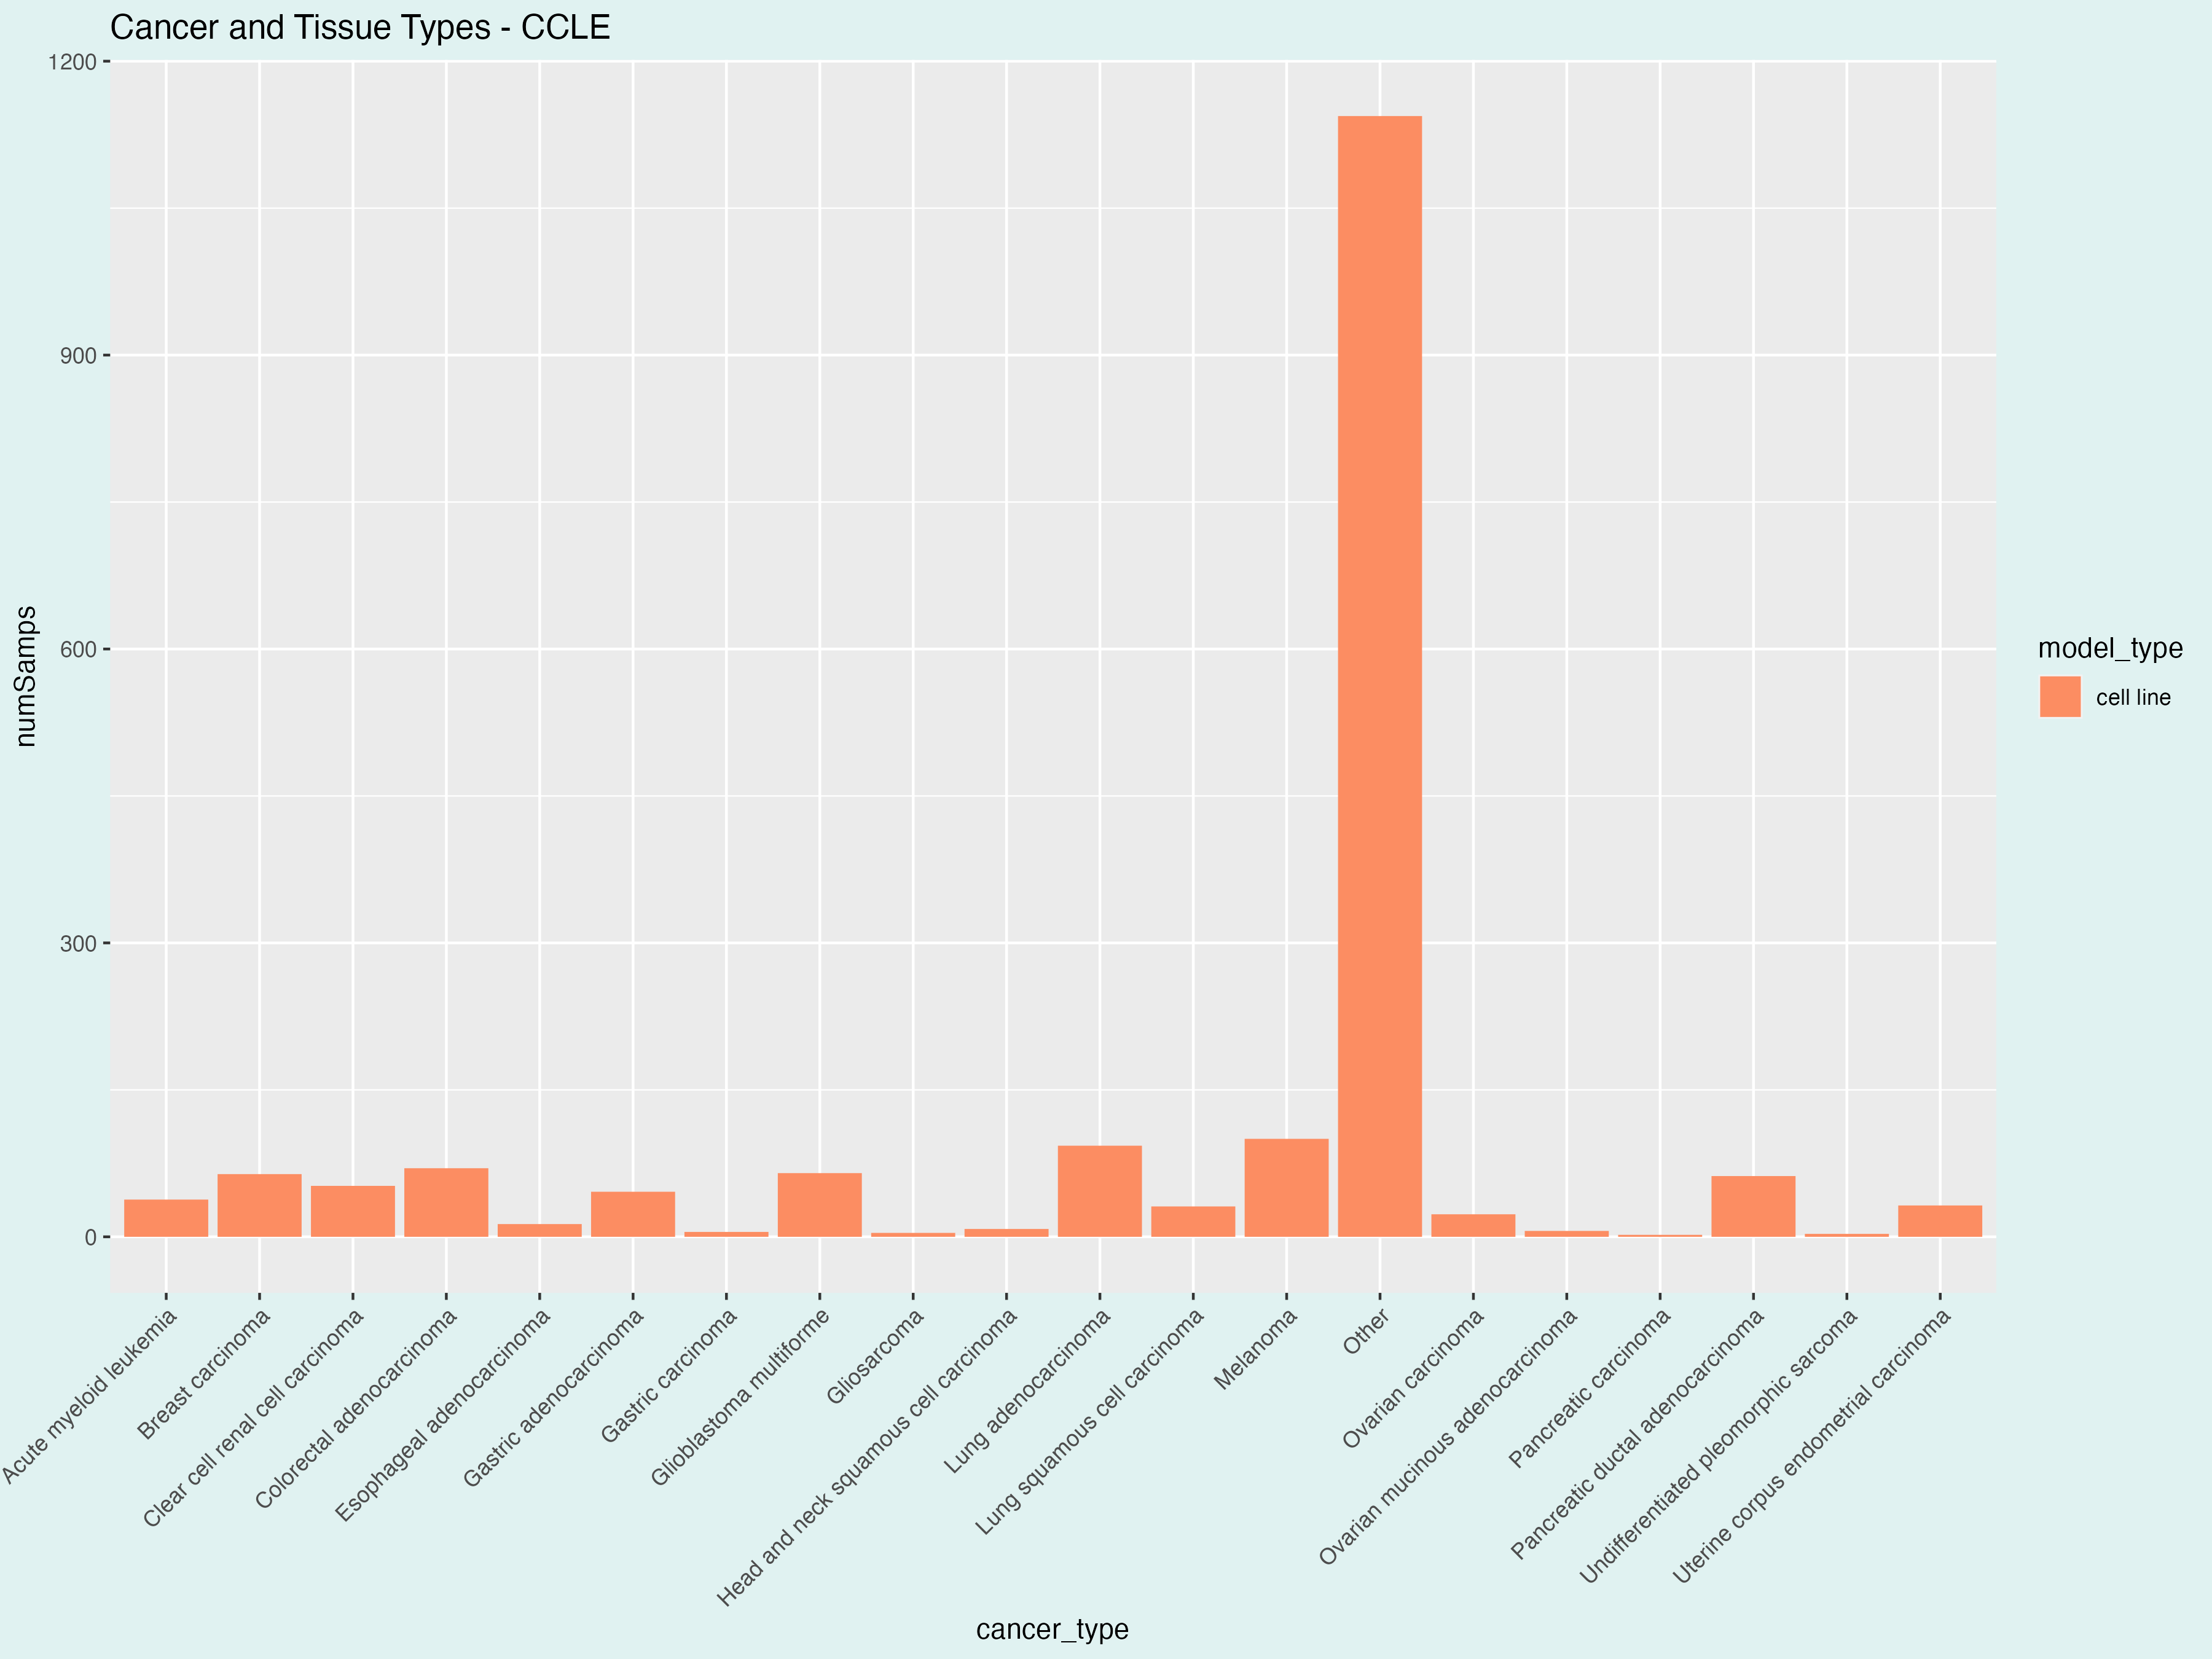 Cancer and Tissue Types - CCLE
1200
900
600
300
0
numSamps
Acute myeloid leukemia
Breast carcinoma
Clear cell renal cell carcinoma
Colorectal adenocarcinoma
Esophageal adenocarcinoma
Gastric adenocarcinoma
Gastric carcinoma
Glioblastoma multiforme
Gliosarcoma
Head and neck squamous cell carcinoma
Lung adenocarcinoma
Lung squamous cell carcinoma
Melanoma
Other
Ovarian carcinoma
Ovarian mucinous adenocarcinoma
Pancreatic carcinoma
Pancreatic ductal adenocarcinoma
Undifferentiated pleomorphic sarcoma
Uterine corpus endometrial carcinoma
cancer_type
model_type
cell line